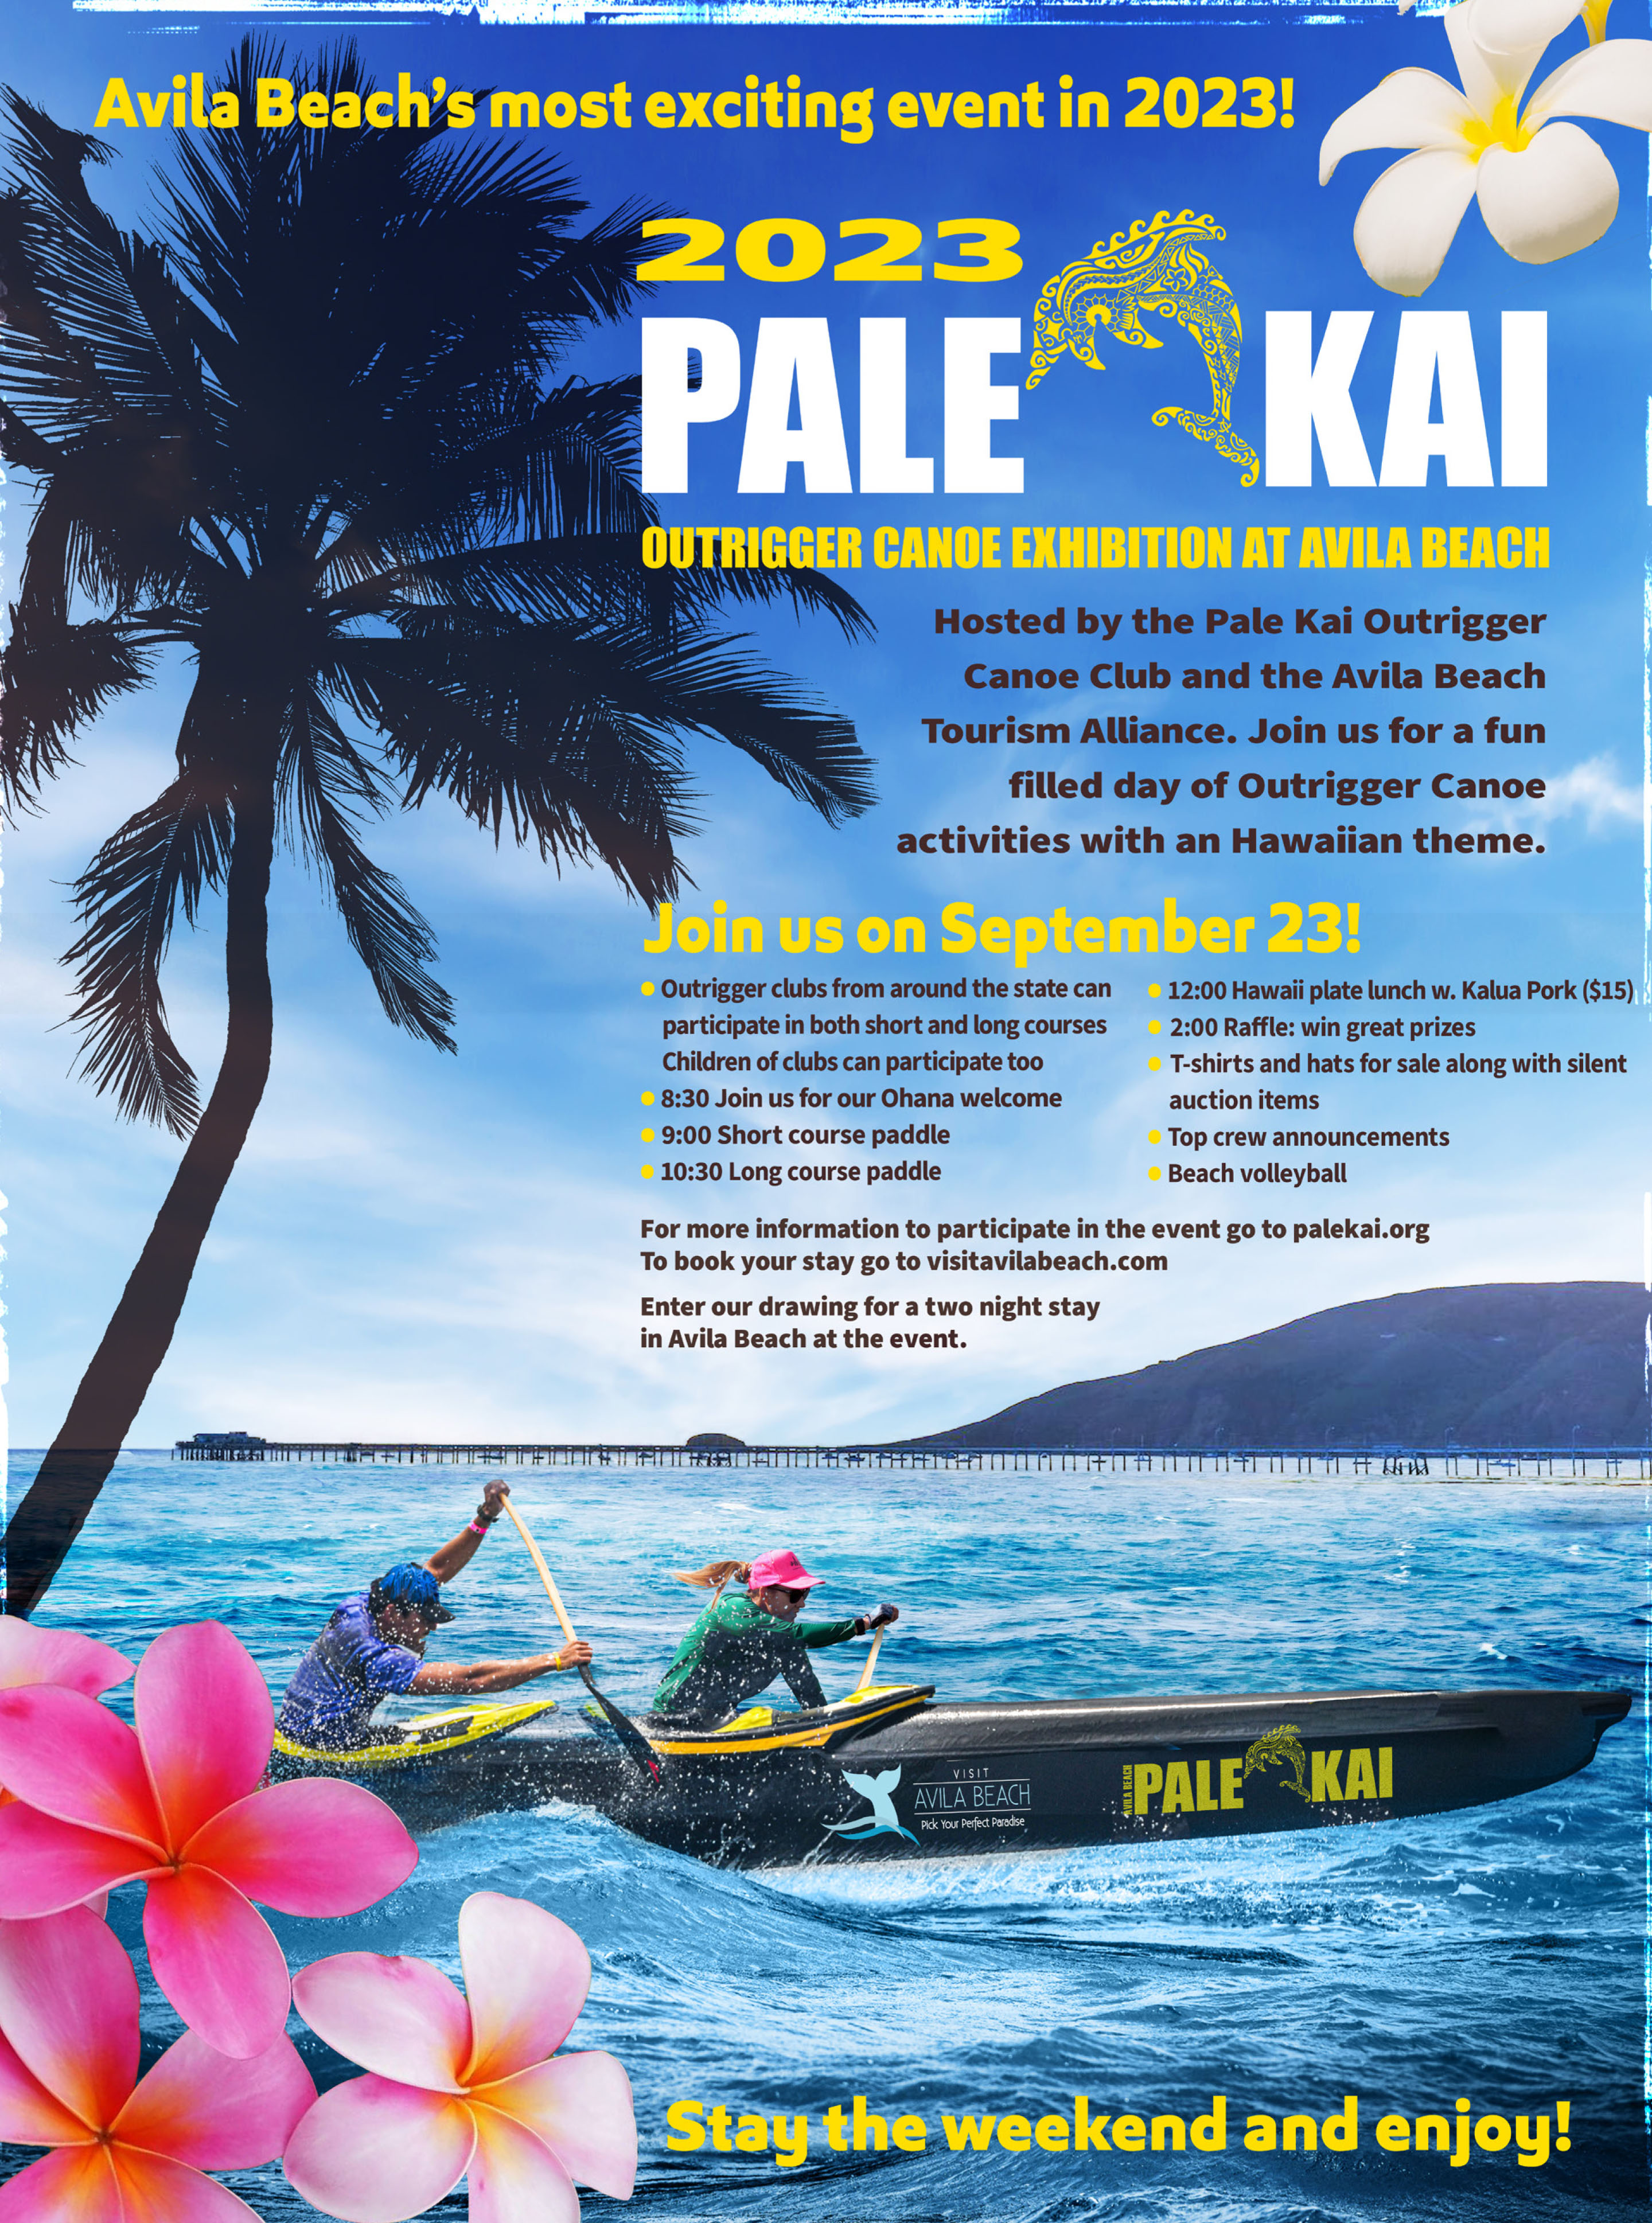 Avila Beach's most exciting event in 2023!
2023
PALE KAI
OUTRIGGER CANOE EXHIBITION AT AVILA BEACH
Hosted by the Pale Kai Outrigger
Canoe Club and the Avila Beach
Tourism Alliance. Join us for a fun
filled day of Outrigger Canoe
activities with an Hawaiian theme.
Join us on September 23!
• Outrigger clubs from around the state can
participate in both short and long courses
Children of clubs can participate too
• 8:30 Join us for our Ohana welcome
• 9:00 Short course paddle
• 10:30 Long course paddle
• 12:00 Hawaii plate lunch w. Kalua Pork ($15)
• 2:00 Raffle: win great prizes
• T-shirts and hats for sale along with silent
auction items
• Top crew announcements
• Beach volleyball
For more information to participate in the event go to palekai.org
To book your stay go to visitavilabeach.com
Enter our drawing for a two night stay
in Avila Beach at the event.
VISIT
AVILA BEACH
Pick Your Perfect Paradise
AVILA BEACH
PALE KAI
Stay the weekend and enjoy!